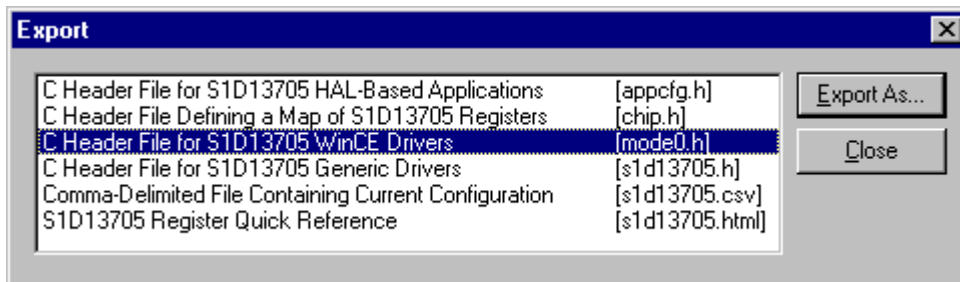 Export
C Header File for S1D13705 HAL-Based Applications [appcfg.h]
C Header File Defining a Map of S1D13705 Registers [chip.h]
C Header File for S1D13705 WinCE Drivers [mode0.h]
C Header File for S1D13705 Generic Drivers [s1d13705.h]
Comma-Delimited File Containing Current Configuration [s1d13705.csv]
S1D13705 Register Quick Reference [s1d13705.html]
Export As...
Close